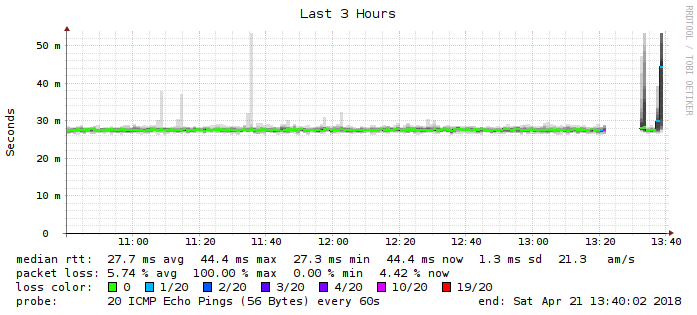 Last 3 Hours
RRDTOOL / TOBI OETIKER
Seconds
50 m
40 m
30 m
20 m
10 m
0
11:00 11:20 11:40 12:00 12:20 12:40 13:00 13:20 13:40
median rtt: 27.7 ms avg 44.4 ms max 27.3 ms min 44.4 ms now 1.3 ms sd 21.3 am/s
packet loss: 5.74 % avg 100.00 % max 0.00 % min 4.42 % now
loss color: 0 1/20 2/20 3/20 4/20 10/20 19/20
probe: 20 ICMP Echo Pings (56 Bytes) every 60s end: Sat Apr 21 13:40:02 2018